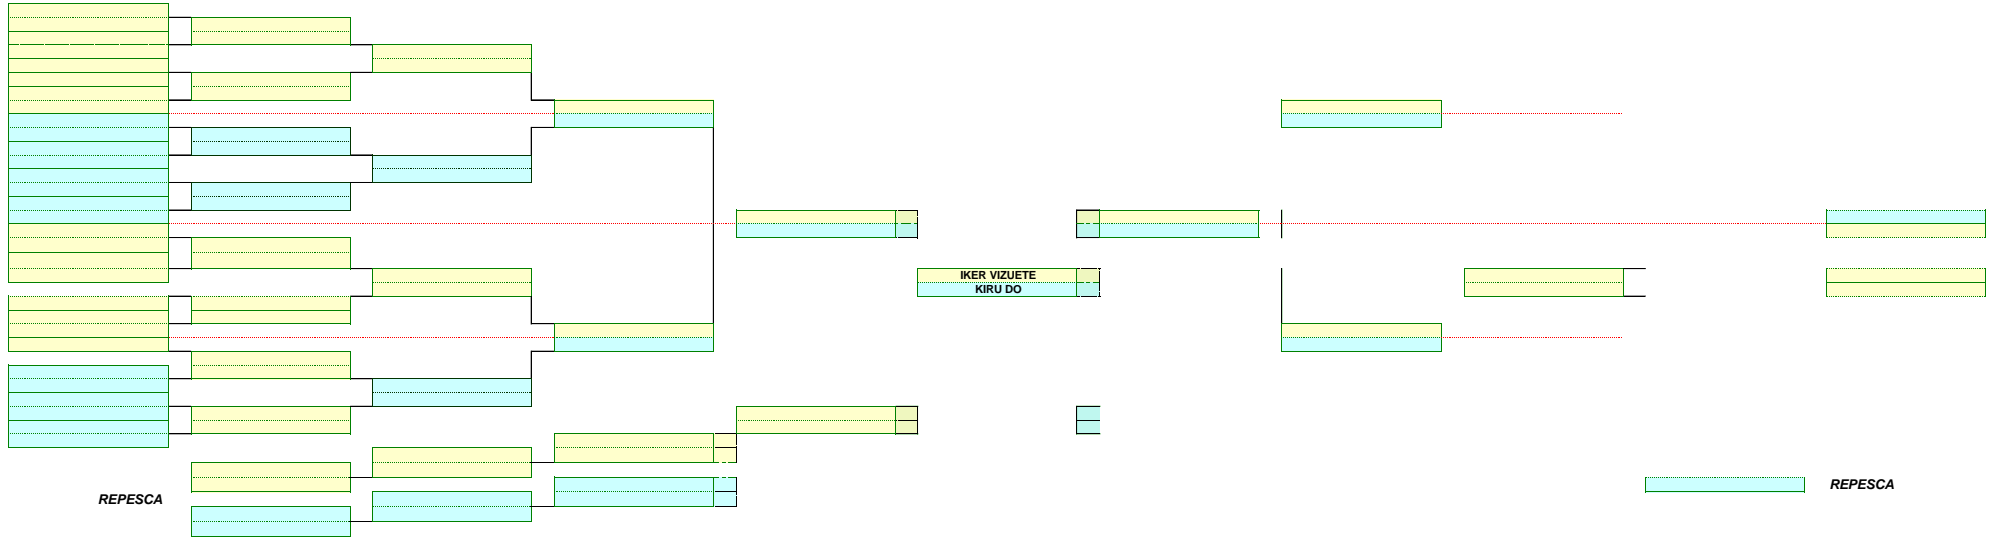 IKER VIZUETE
KIRU DO
REPESCA
REPESCA